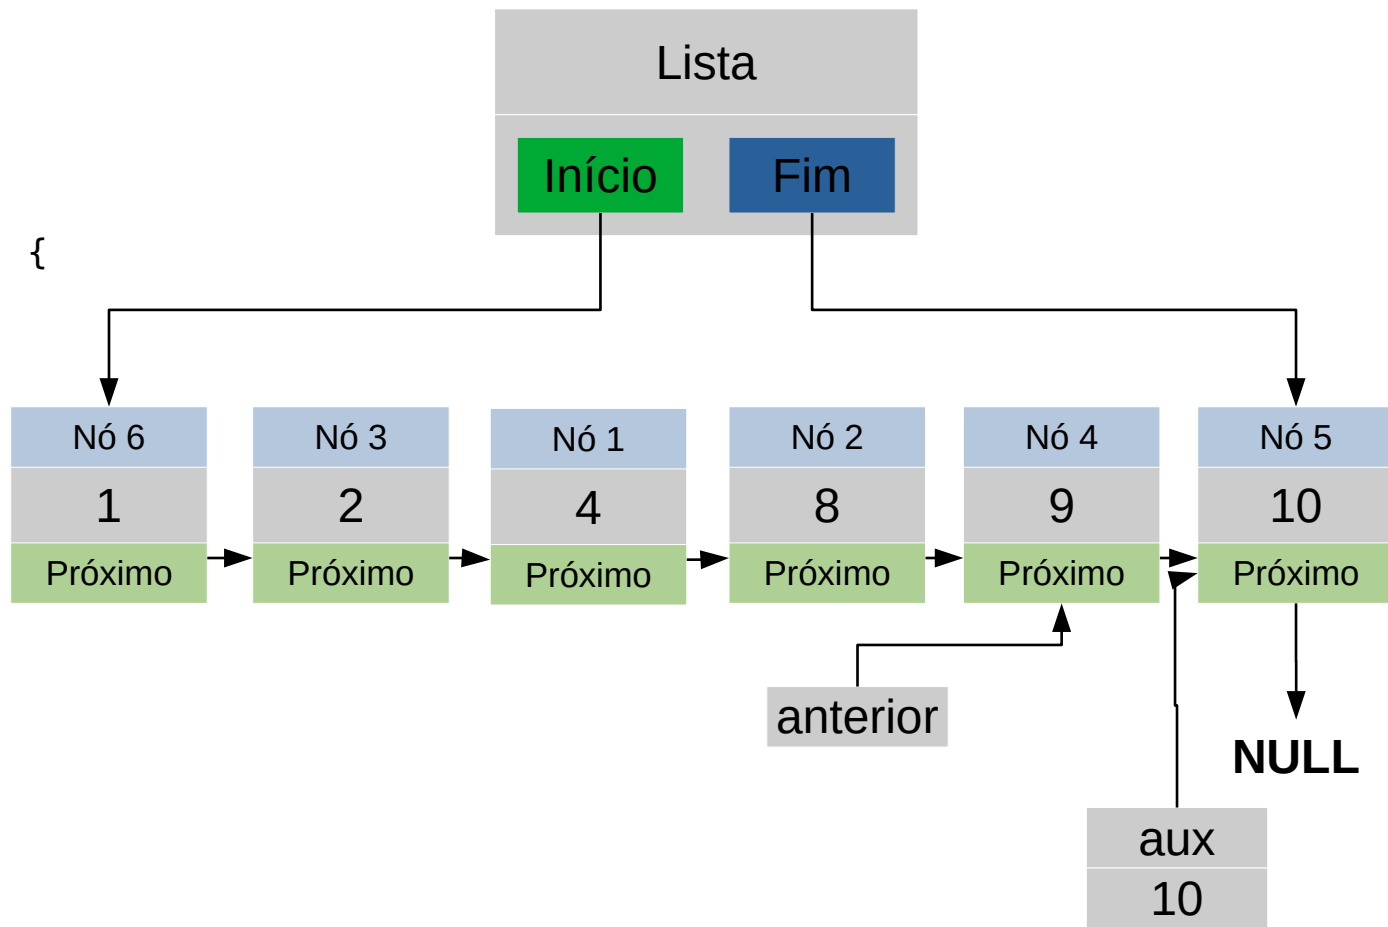 Lista
Início Fim
{
Nó 6 Nó 3 Nó 1 Nó 2 Nó 4 Nó 5
1 2 4 8 9 10
Próximo Próximo Próximo Próximo Próximo Próximo
anterior
NULL
aux
10